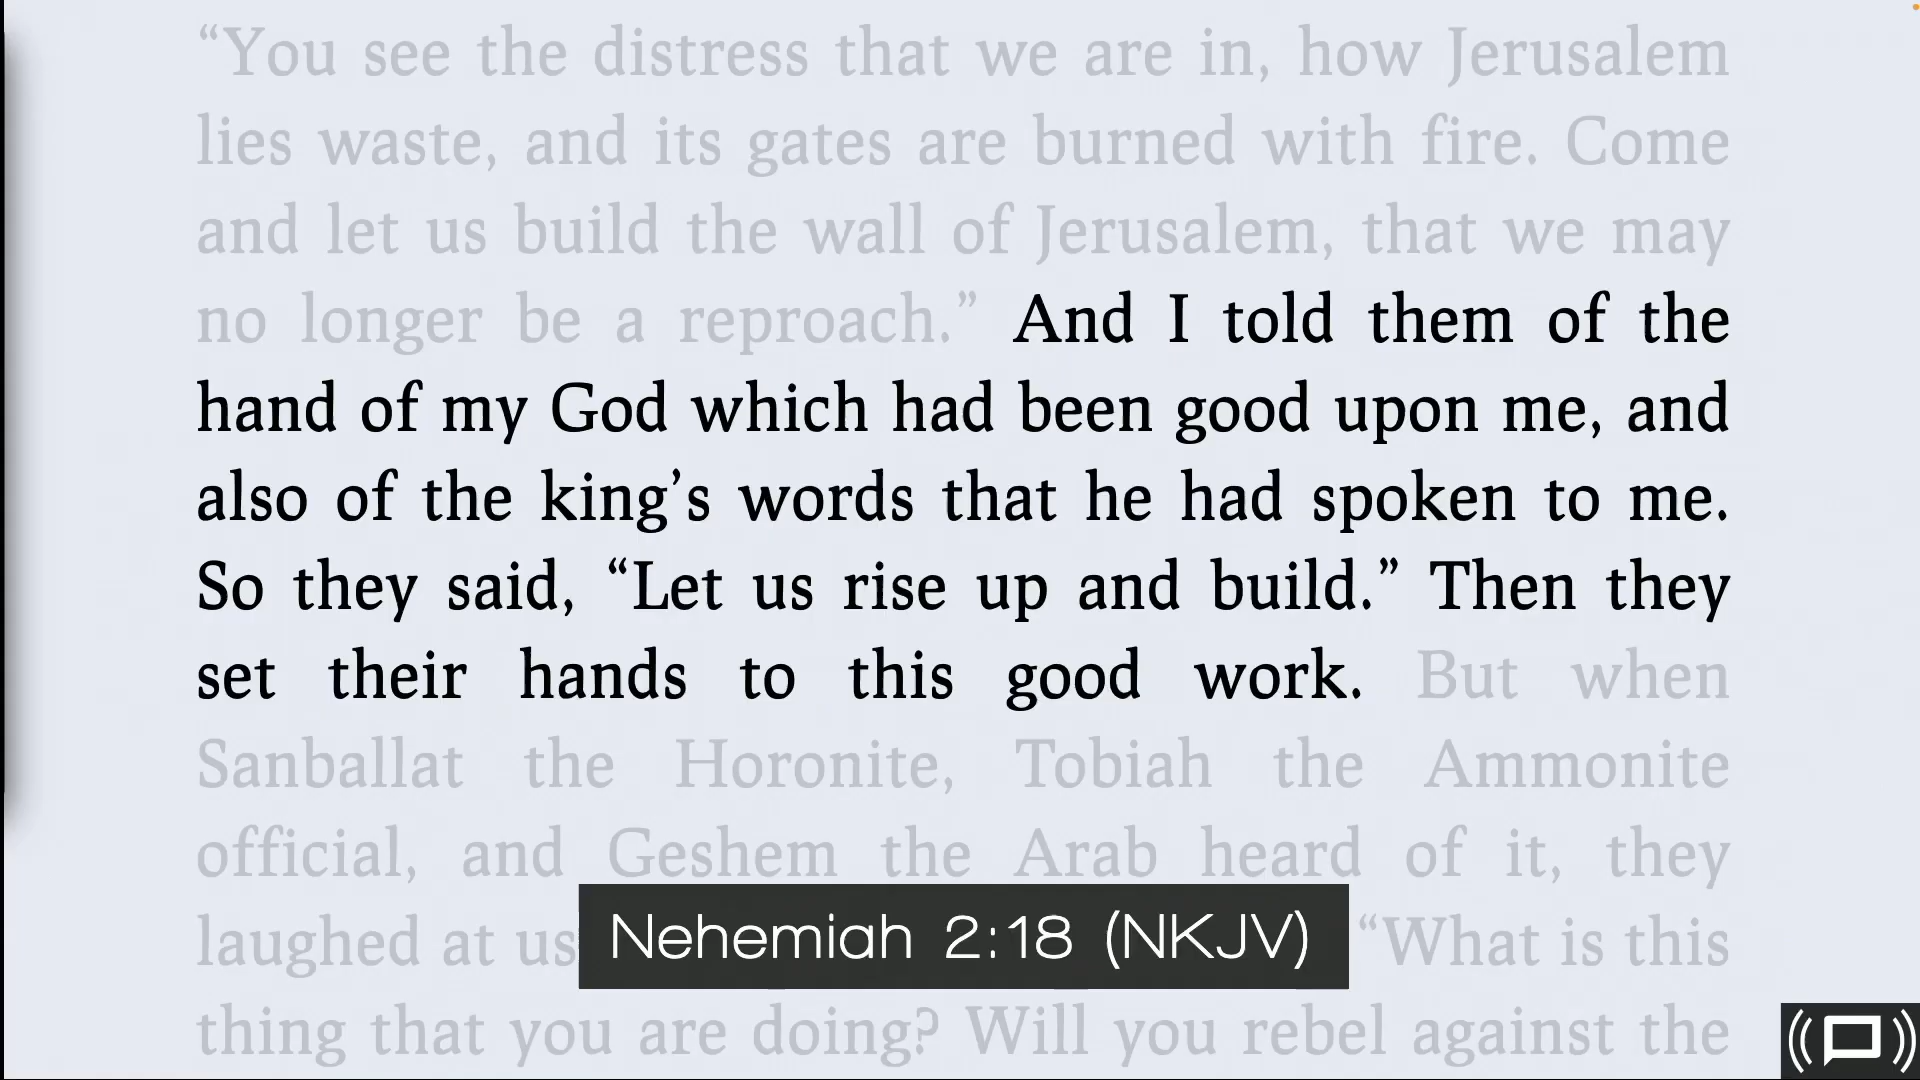 “You see the distress that we are in, how Jerusalem
lies waste, and its gates are burned with fire. Come
and let us build the wall of Jerusalem, that we may
no longer be a reproach.” And I told them of the
hand of my God which had been good upon me, and
also of the king’s words that he had spoken to me.
So they said, “Let us rise up and build.” Then they
set their hands to this good work. But when
Sanballat the Horonite, Tobiah the Ammonite
official, and Geshem the Arab heard of it, they
laughed at us “What is this
Nehemiah 2:18 (NKJV)
thing that you are doing? Will you rebel against the